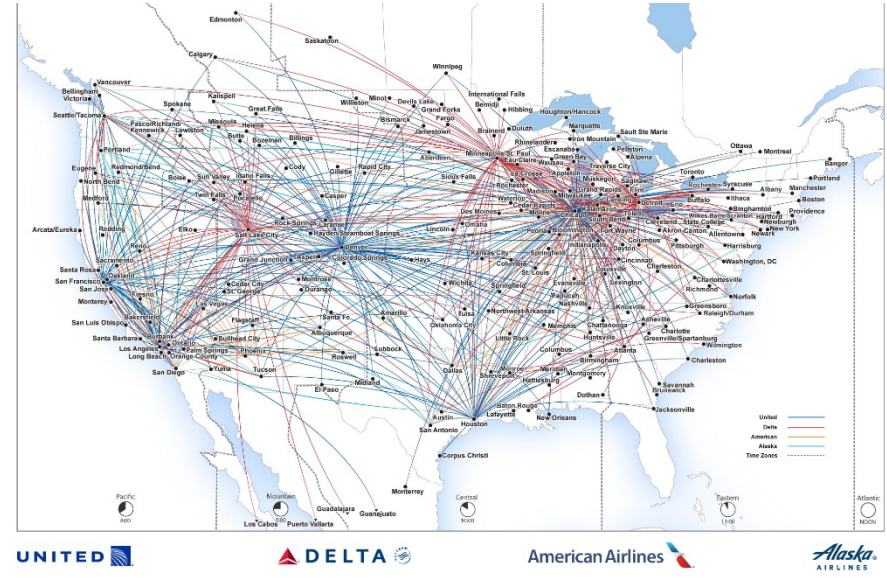 Edmonton
Saskatoon
Calgary
Winnipeg
Vancouver
Bellingham
Victoria
Seattle/Tacoma
Spokane
Kalispell
Great Falls
Pasco/Richland/
Kennewick
Lewiston
Missoula
Helena
Butte
Bozeman
Billings
Williston
Minot
Devils Lake
Grand Forks
Fargo
Bismarck
Jamestown
International Falls
Bemidji
Hibbing
Brainerd
Duluth
Houghton/Hancock
Marquette
Iron Mountain
Sault Ste Maris
Rhinelander
Escanaba
Pellston
Alpena
Green Bay
Traverse City
Minneapolis-St. Paul
Eau Claire
Wausau
Appleton
Ottawa
Montreal
Bangor
Portland
Toronto
Portland
Eugene
Redmond/Bend
North Bend
Medford
Boise
Sun Valley
Idaho Falls
Twin Falls
Pocatello
Cody
Gillette
Rapid City
Aberdeen
Sioux Falls
Casper
La Crosse
Rochester
Madison
Milwaukee
Muskegon
Grand Rapids
Saginaw
Flint
Lansing
Detroit
Kalamazoo
Rochester
Syracuse
Buffalo
Ithaca
Albany
Manchester
Boston
Binghamton
Newburgh
Hartford
Providence
Wilkes Barre/Scranton
New York
Newark
Allentown
State College
Arcata/Eureka
Redding
Reno
Elko
Salt Lake City
Rock Springs
Laramie
Hayden/Steamboat Springs
Denver
Colorado Springs
Grand Junction
Aspen
Montrose
Durango
Hays
Lincoln
Omaha
Des Moines
Waterloo
Cedar Rapids
Moline
Chicago
South Bend
Toledo
Cleveland
Erie
Akron-Canton
Peoria
Bloomington
Fort Wayne
Indianapolis
Dayton
Columbus
Pittsburgh
Harrisburg
Washington, DC
Sacramento
Santa Rosa
Oakland
San Francisco
San Jose
Monterey
Fresno
San Luis Obispo
Bakersfield
Santa Barbara
Burbank
Ontario
Los Angeles
Palm Springs
Long Beach
Orange County
San Diego
Cedar City
St. George
Las Vegas
Flagstaff
Bullhead City
Phoenix
Yuma
Tucson
Santa Fe
Albuquerque
Amarillo
Roswell
Lubbock
El Paso
Midland
Kansas City
Columbia
Springfield
St. Louis
Wichita
Springfield
Tulsa
Oklahoma City
Northwest Arkansas
Little Rock
Cincinnati
Louisville
Lexington
Evansville
Paducah
Nashville
Knoxville
Memphis
Chattanooga
Huntsville
Charleston
Charlottesville
Richmond
Norfolk
Greensboro
Raleigh/Durham
Asheville
Charlotte
Greenville/Spartanburg
Wilmington
Charleston
Columbus
Atlanta
Birmingham
Montgomery
Meridian
Hattiesburg
Monroe
Shreveport
Dallas
Dothan
Savannah
Brunswick
Jacksonville
Austin
San Antonio
Houston
Baton Rouge
Lafayette
New Orleans
Corpus Christi
Monterrey
Guadalajara
Guanajuato
Los Cabos
Puerto Vallarta
United
Delta
American
Alaska
Time Zones
Pacific
Mountain
Central
Eastern
Atlantic
NOON
UNITED
DELTA
American Airlines
Alaska
AIRLINES